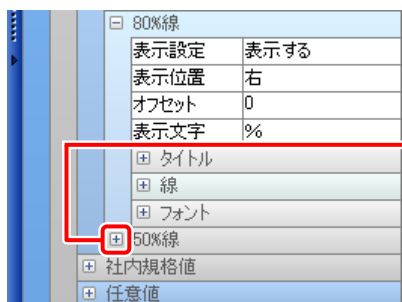 80%線
表示設定 表示する
表示位置 右
オフセット 0
表示文字 %
タイトル
線
フォント
50%線
社内規格値
任意値